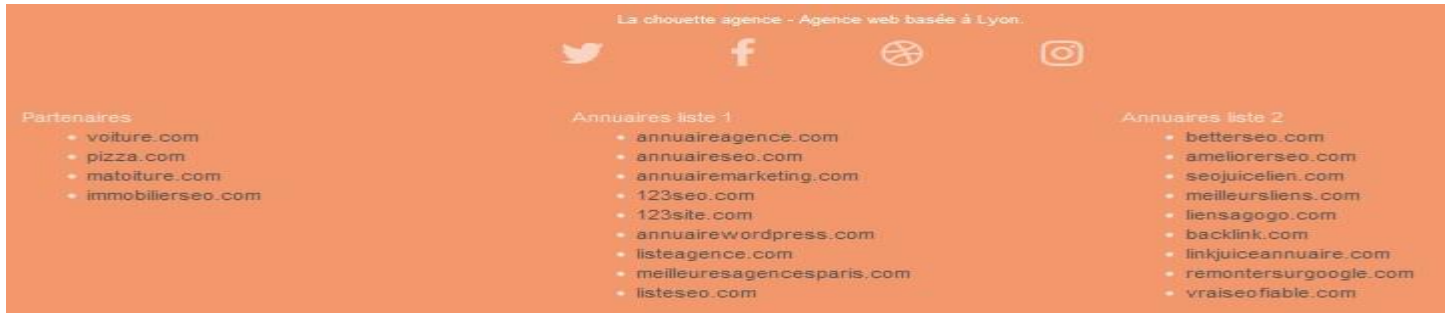 La chouette agence - Agence web basée à Lyon.
Partenaires
voiture.com
pizza.com
matoiture.com
immobilierseo.com
Annuaires liste 1
annuaireagence.com
annuaireseo.com
annuairemarketing.com
123seo.com
123site.com
annuairewordpress.com
listeagence.com
meilleuresagencesparis.com
listeseo.com
Annuaires liste 2
betterseo.com
ameliorerseo.com
seojuicelien.com
meilleursliens.com
liensagogo.com
backlink.com
linkjuiceannuaire.com
remontersurgoogle.com
vraiseofiable.com